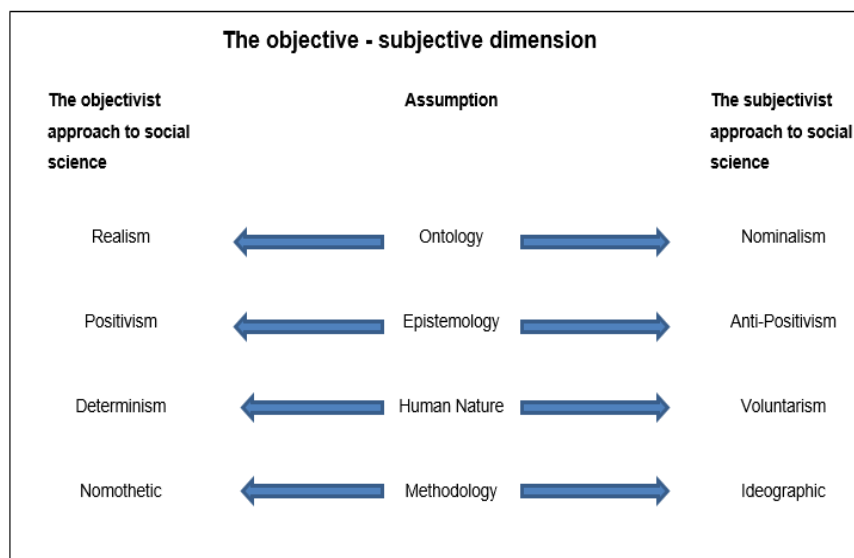 The objective - subjective dimension
The objectivist
approach to social
science
Assumption
The subjectivist
approach to social
science
Realism
Ontology
Nominalism
Positivism
Epistemology
Anti-Positivism
Determinism
Human Nature
Voluntarism
Nomothetic
Methodology
Ideographic